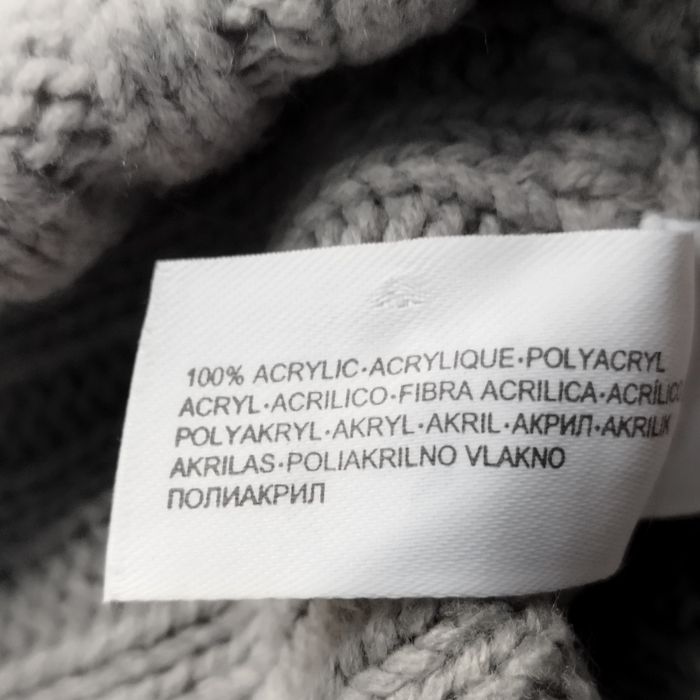 100% ACRYLIC·ACRYLIQUE·POLYACRYL
ACRYL·ACRILICO·FIBRA ACRILICA·ACRÍLICO
POLYAKRYL·AKRYL·AKRIL·АКРИЛ·AKRILIK
AKRILAS·POLIAKRILNO VLAKNO
ПОЛИАКРИЛ